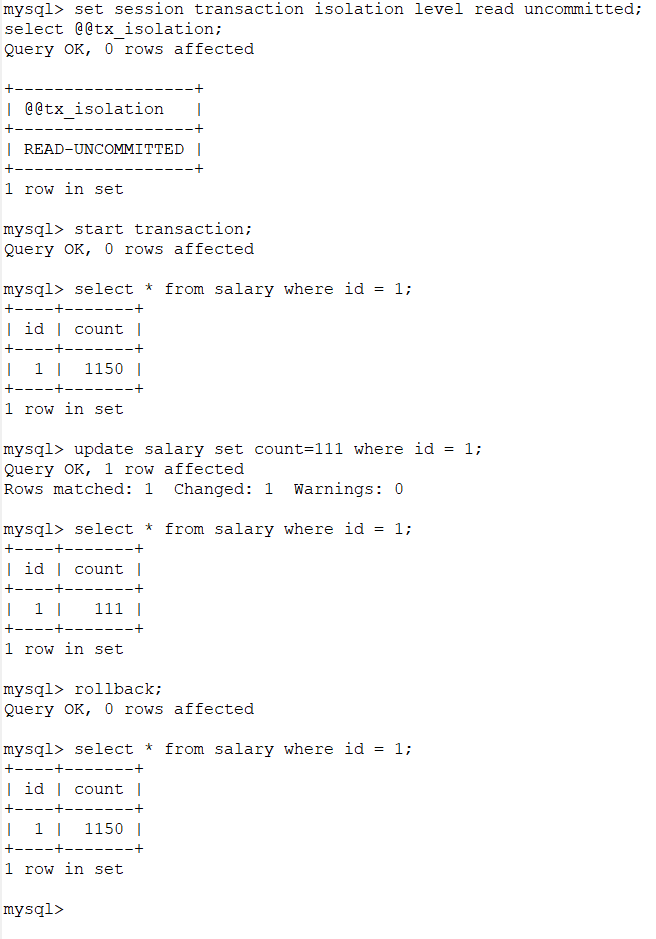 mysql> set session transaction isolation level read uncommitted;
select @@tx_isolation;
Query OK, 0 rows affected

+------------------+
| @@tx_isolation   |
+------------------+
| READ-UNCOMMITTED |
+------------------+
1 row in set

mysql> start transaction;
Query OK, 0 rows affected

mysql> select * from salary where id = 1;
+----+-------+
| id | count |
+----+-------+
|  1 |  1150 |
+----+-------+
1 row in set

mysql> update salary set count=111 where id = 1;
Query OK, 1 row affected
Rows matched: 1  Changed: 1  Warnings: 0

mysql> select * from salary where id = 1;
+----+-------+
| id | count |
+----+-------+
|  1 |   111 |
+----+-------+
1 row in set

mysql> rollback;
Query OK, 0 rows affected

mysql> select * from salary where id = 1;
+----+-------+
| id | count |
+----+-------+
|  1 |  1150 |
+----+-------+
1 row in set

mysql>